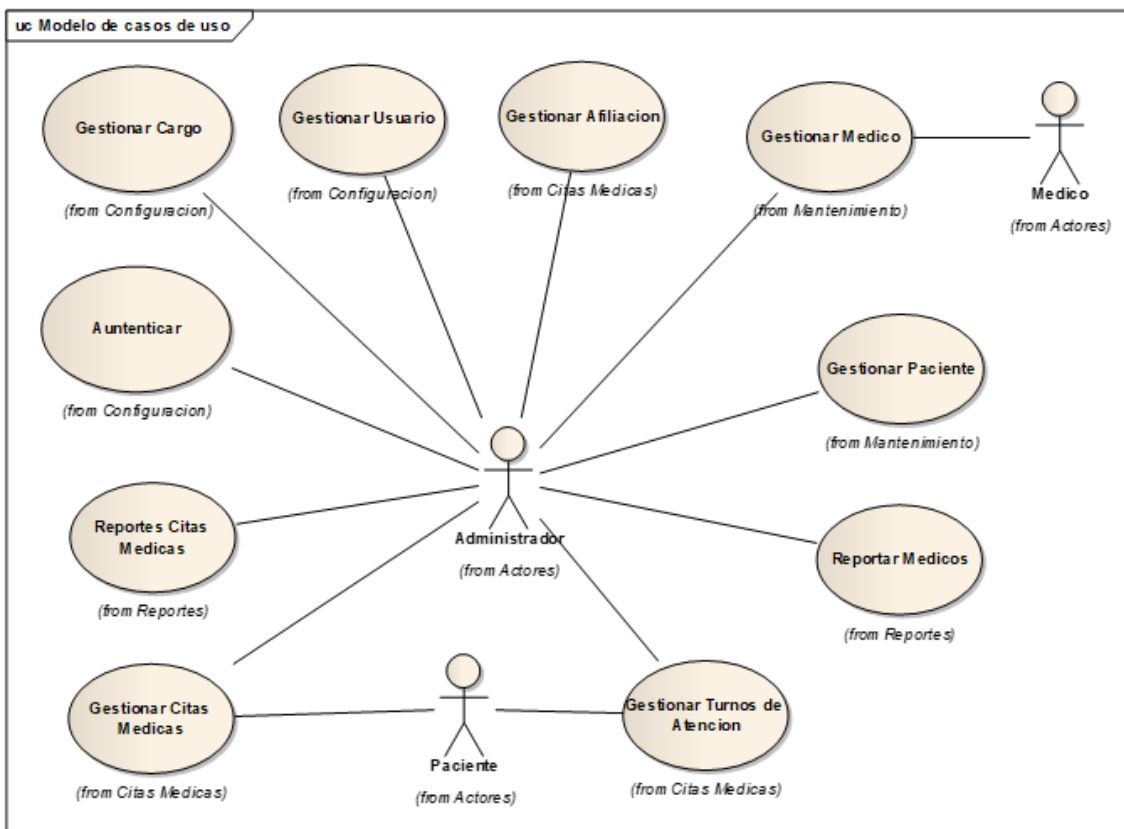 uc Modelo de casos de uso
Gestionar Cargo
(from Configuracion)
Gestionar Usuario
(from Configuracion)
Gestionar Afiliacion
(from Citas Medicas)
Gestionar Medico
(from Mantenimiento)
Medico
(from Actores)
Auntenticar
(from Configuracion)
Gestionar Paciente
(from Mantenimiento)
Reportes Citas
Medicas
(from Reportes)
Administrador
(from Actores)
Reportar Medicos
(from Reportes)
Gestionar Citas
Medicas
(from Citas Medicas)
Paciente
(from Actores)
Gestionar Turnos de
Atencion
(from Citas Medicas)